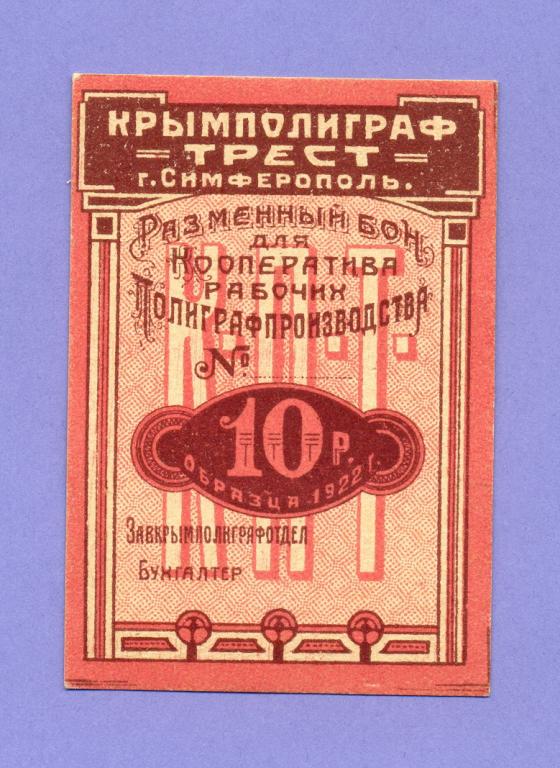 КРЫМПОЛИГРАФ
=ТРЕСТ=
г. СИМФЕРОПОЛЬ.
РАЗМЕННЫЙ БОН
ДЛЯ
КООПЕРАТИВА
РАБОЧИХ
ПОЛИГРАФПРОИЗВОДСТВА
№
10 Р.
ОБРАЗЦА 1922 Г.
ЗАВКРЫМПОЛИГРАФОТДЕЛ
БУХГАЛТЕР
К.П.Т.